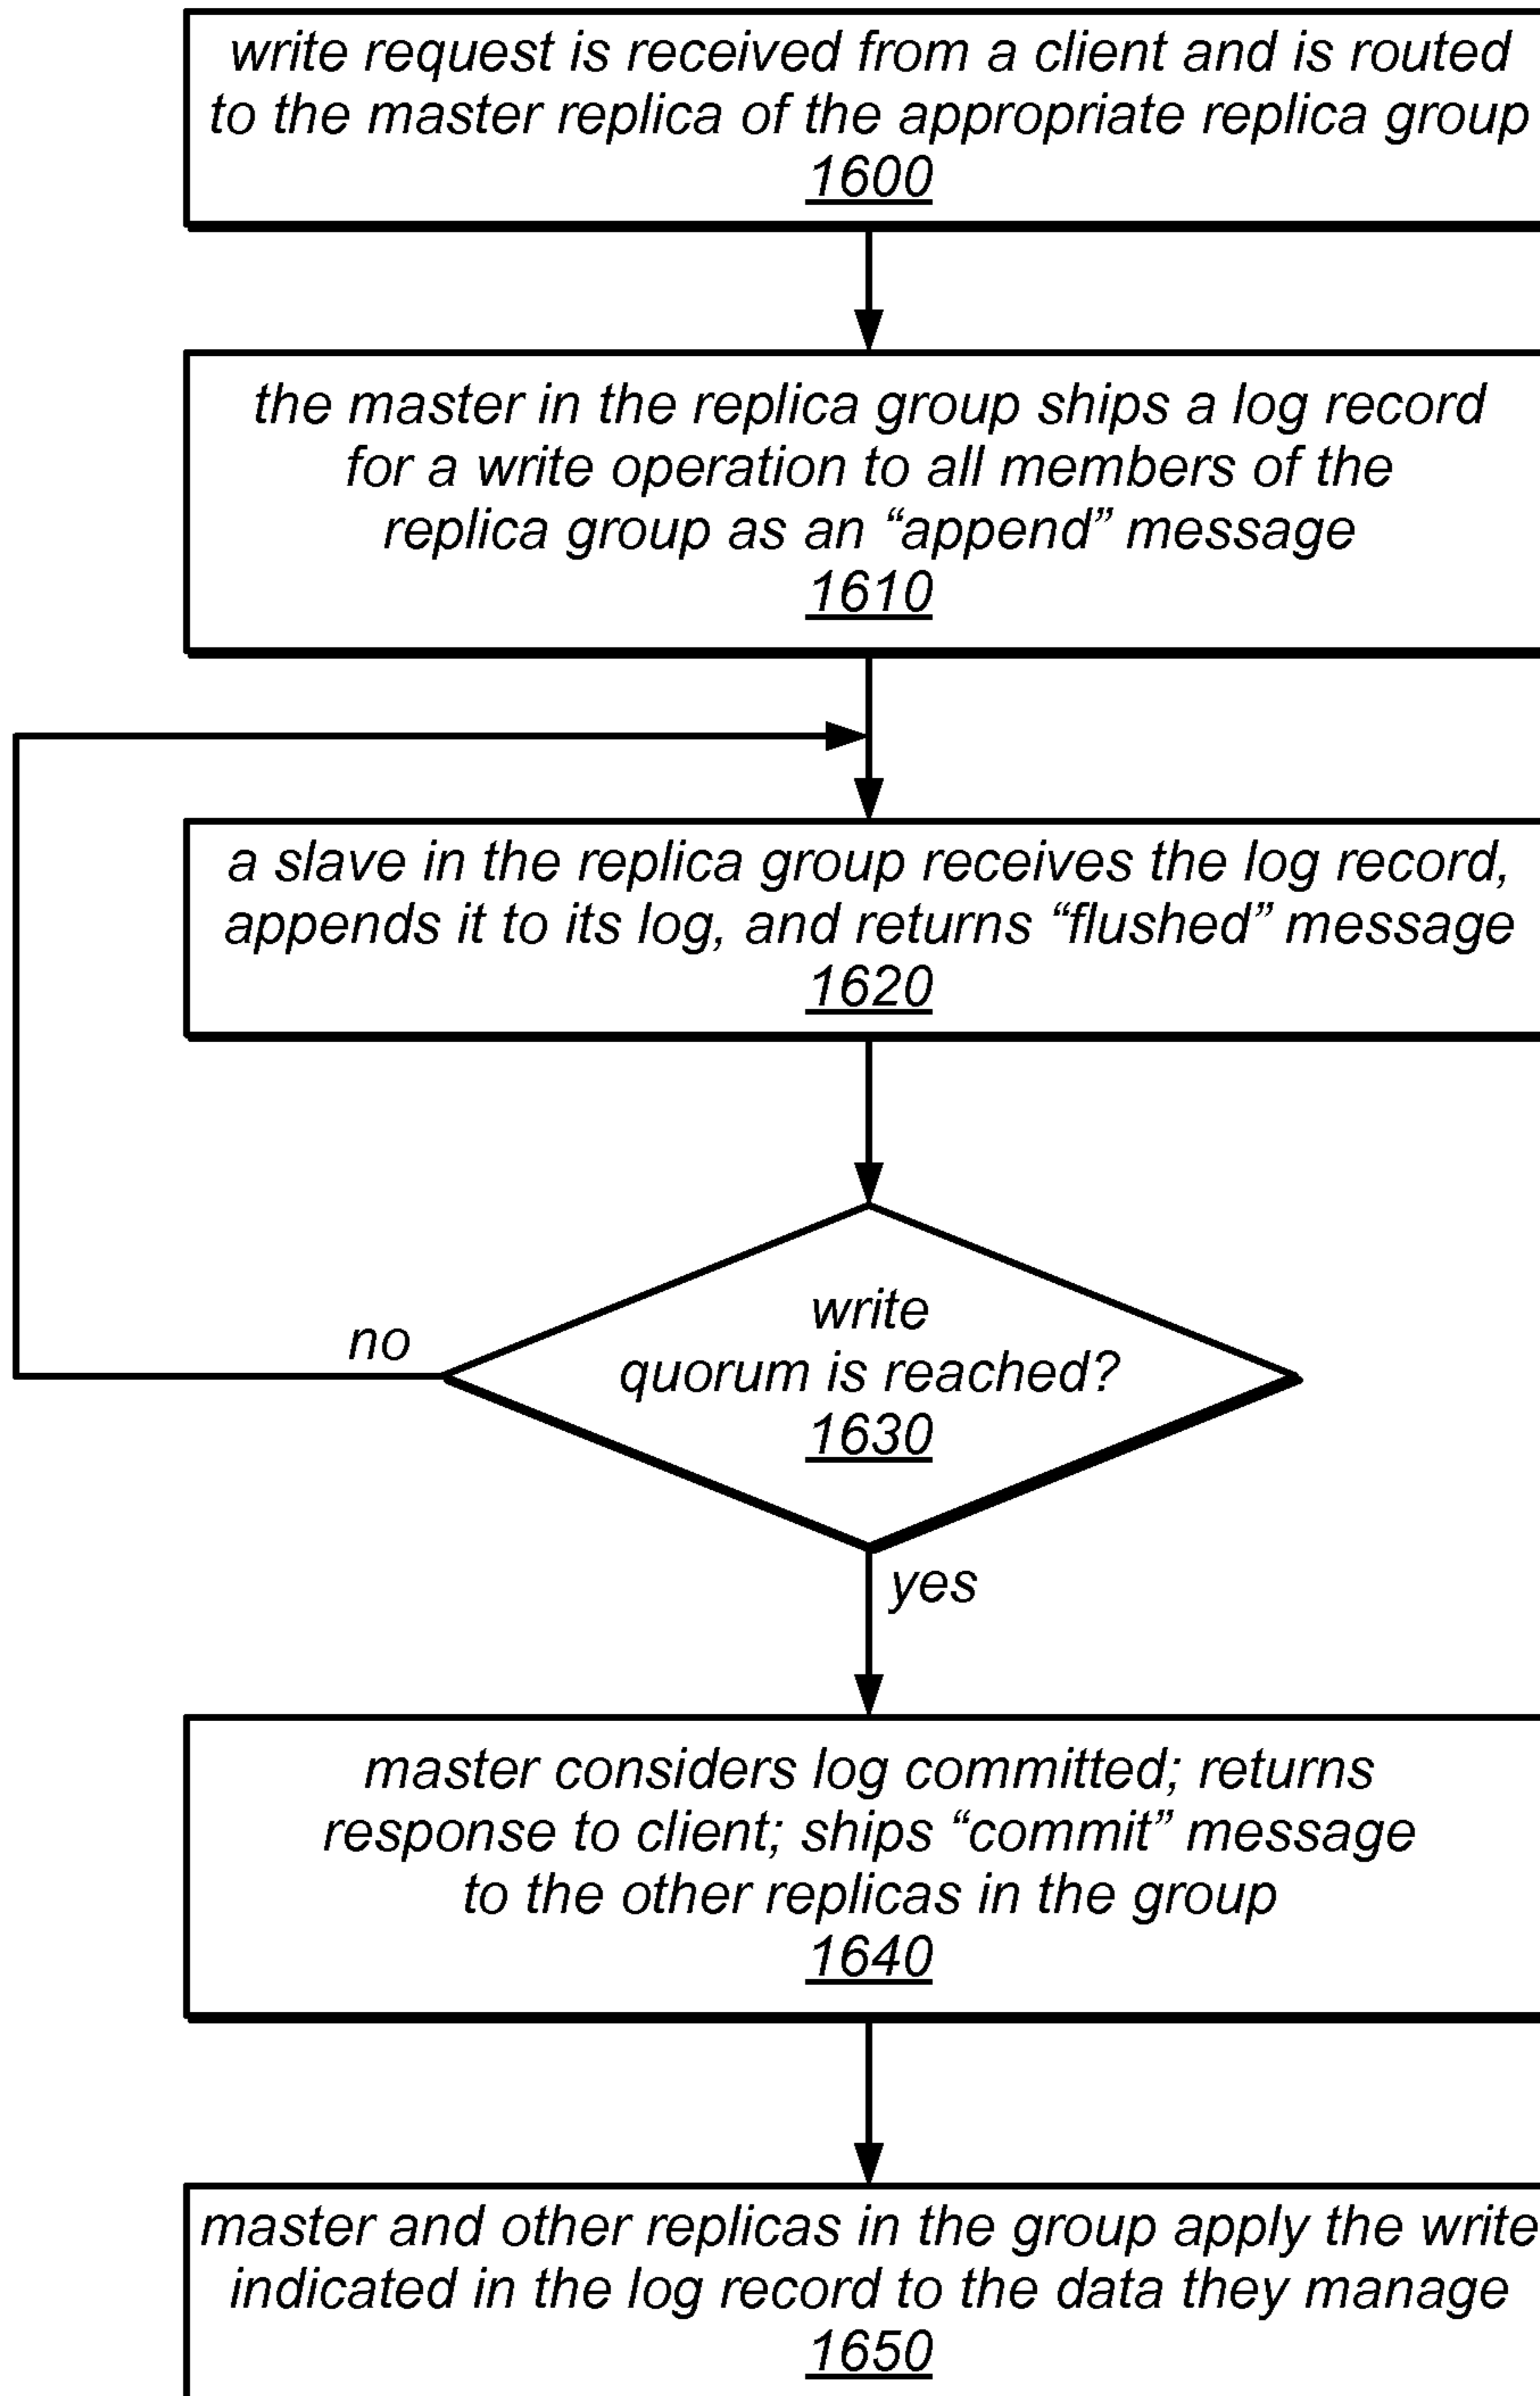 write request is received from a client and is routed
to the master replica of the appropriate replica group
1600
the master in the replica group ships a log record
for a write operation to all members of the
replica group as an “append” message
1610
a slave in the replica group receives the log record,
appends it to its log, and returns “flushed” message
1620
write
quorum is reached?
1630
no
yes
master considers log committed; returns
response to client; ships “commit” message
to the other replicas in the group
1640
master and other replicas in the group apply the write
indicated in the log record to the data they manage
1650